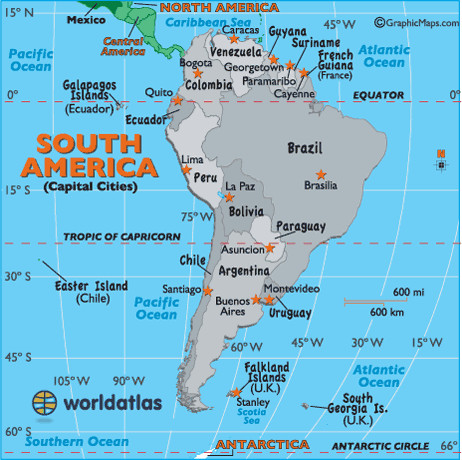 15°N
NORTH AMERICA
45°W
©GraphicMaps.com
Mexico
Caribbean Sea
Caracas
Guyana
Central
America
Venezuela
Suriname
Pacific
Ocean
Georgetown
French
Guiana
(France)
Atlantic
Ocean
Bogota
Paramaribo
Colombia
Cayenne
Galapagos
Islands
(Ecuador)
Quito
EQUATOR
0°
Ecuador
SOUTH
AMERICA
(Capital Cities)
Brazil
Lima
Peru
N
15°S
La Paz
Brasilia
75°W
Bolivia
Paraguay
TROPIC OF CAPRICORN
Asuncion
Chile
Argentina
30°S
Easter Island
(Chile)
Santiago
Montevideo
600 mi
600 km
Pacific
Ocean
Buenos
Aires
Uruguay
60°W
45°W
30°W
15°W
45°S
Falkland
Islands
(U.K.)
Atlantic
Ocean
105°W
90°W
Stanley
Scotia
Sea
South
Georgia Is.
(U.K.)
worldatlas
60°S
Southern Ocean
ANTARCTICA
ANTARCTIC CIRCLE
66°